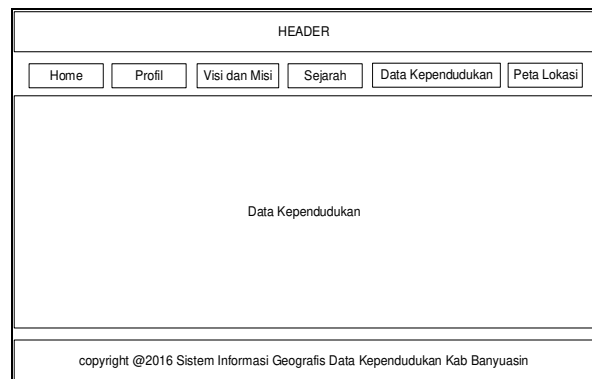 HEADER
Home Profil Visi dan Misi Sejarah Data Kependudukan Peta Lokasi
Data Kependudukan
copyright @2016 Sistem Informasi Geografis Data Kependudukan Kab Banyuasin